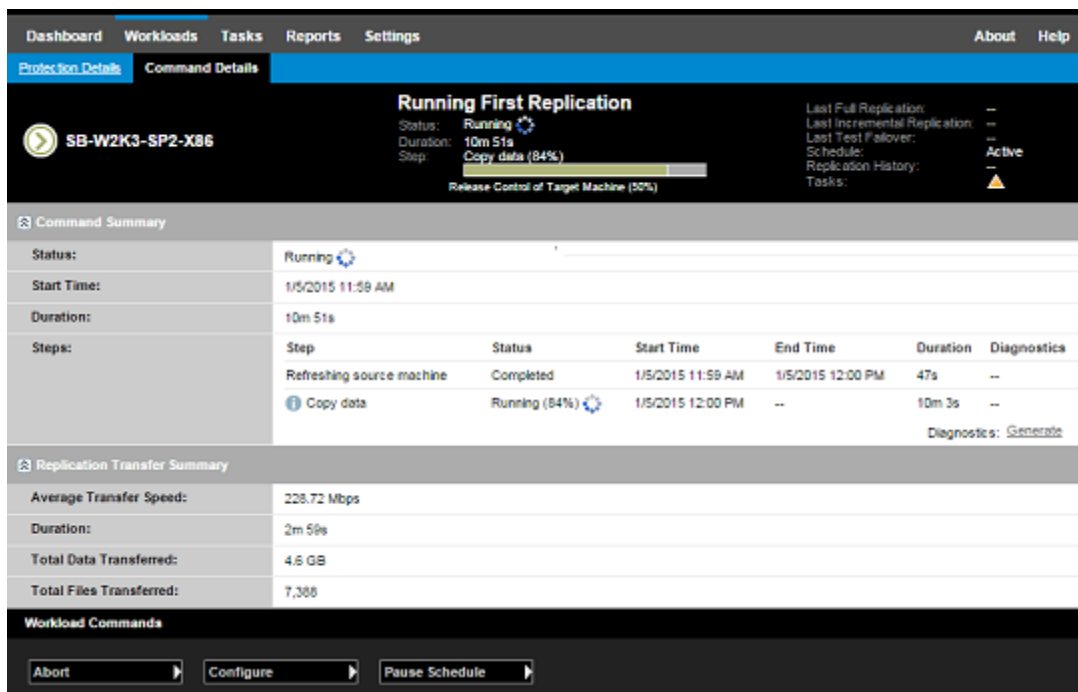 Dashboard Workloads Tasks Reports Settings About Help
Protection Details Command Details
SB-W2K3-SP2-X86
Running First Replication
Status: Running
Duration: 10m 51s
Step: Copy data (84%)
Release Control of Target Machine (50%)
Last Full Replication: --
Last Incremental Replication: --
Last Test Failover: --
Schedule: Active
Replication History: --
Tasks:
Command Summary
Status: Running
Start Time: 1/5/2015 11:59 AM
Duration: 10m 51s
Steps: Step Status Start Time End Time Duration Diagnostics
Refreshing source machine Completed 1/5/2015 11:59 AM 1/5/2015 12:00 PM 47s --
Copy data Running (84%) 1/5/2015 12:00 PM -- 10m 3s --
Diagnostics: Generate
Replication Transfer Summary
Average Transfer Speed: 228.72 Mbps
Duration: 2m 59s
Total Data Transferred: 4.6 GB
Total Files Transferred: 7,388
Workload Commands
Abort Configure Pause Schedule